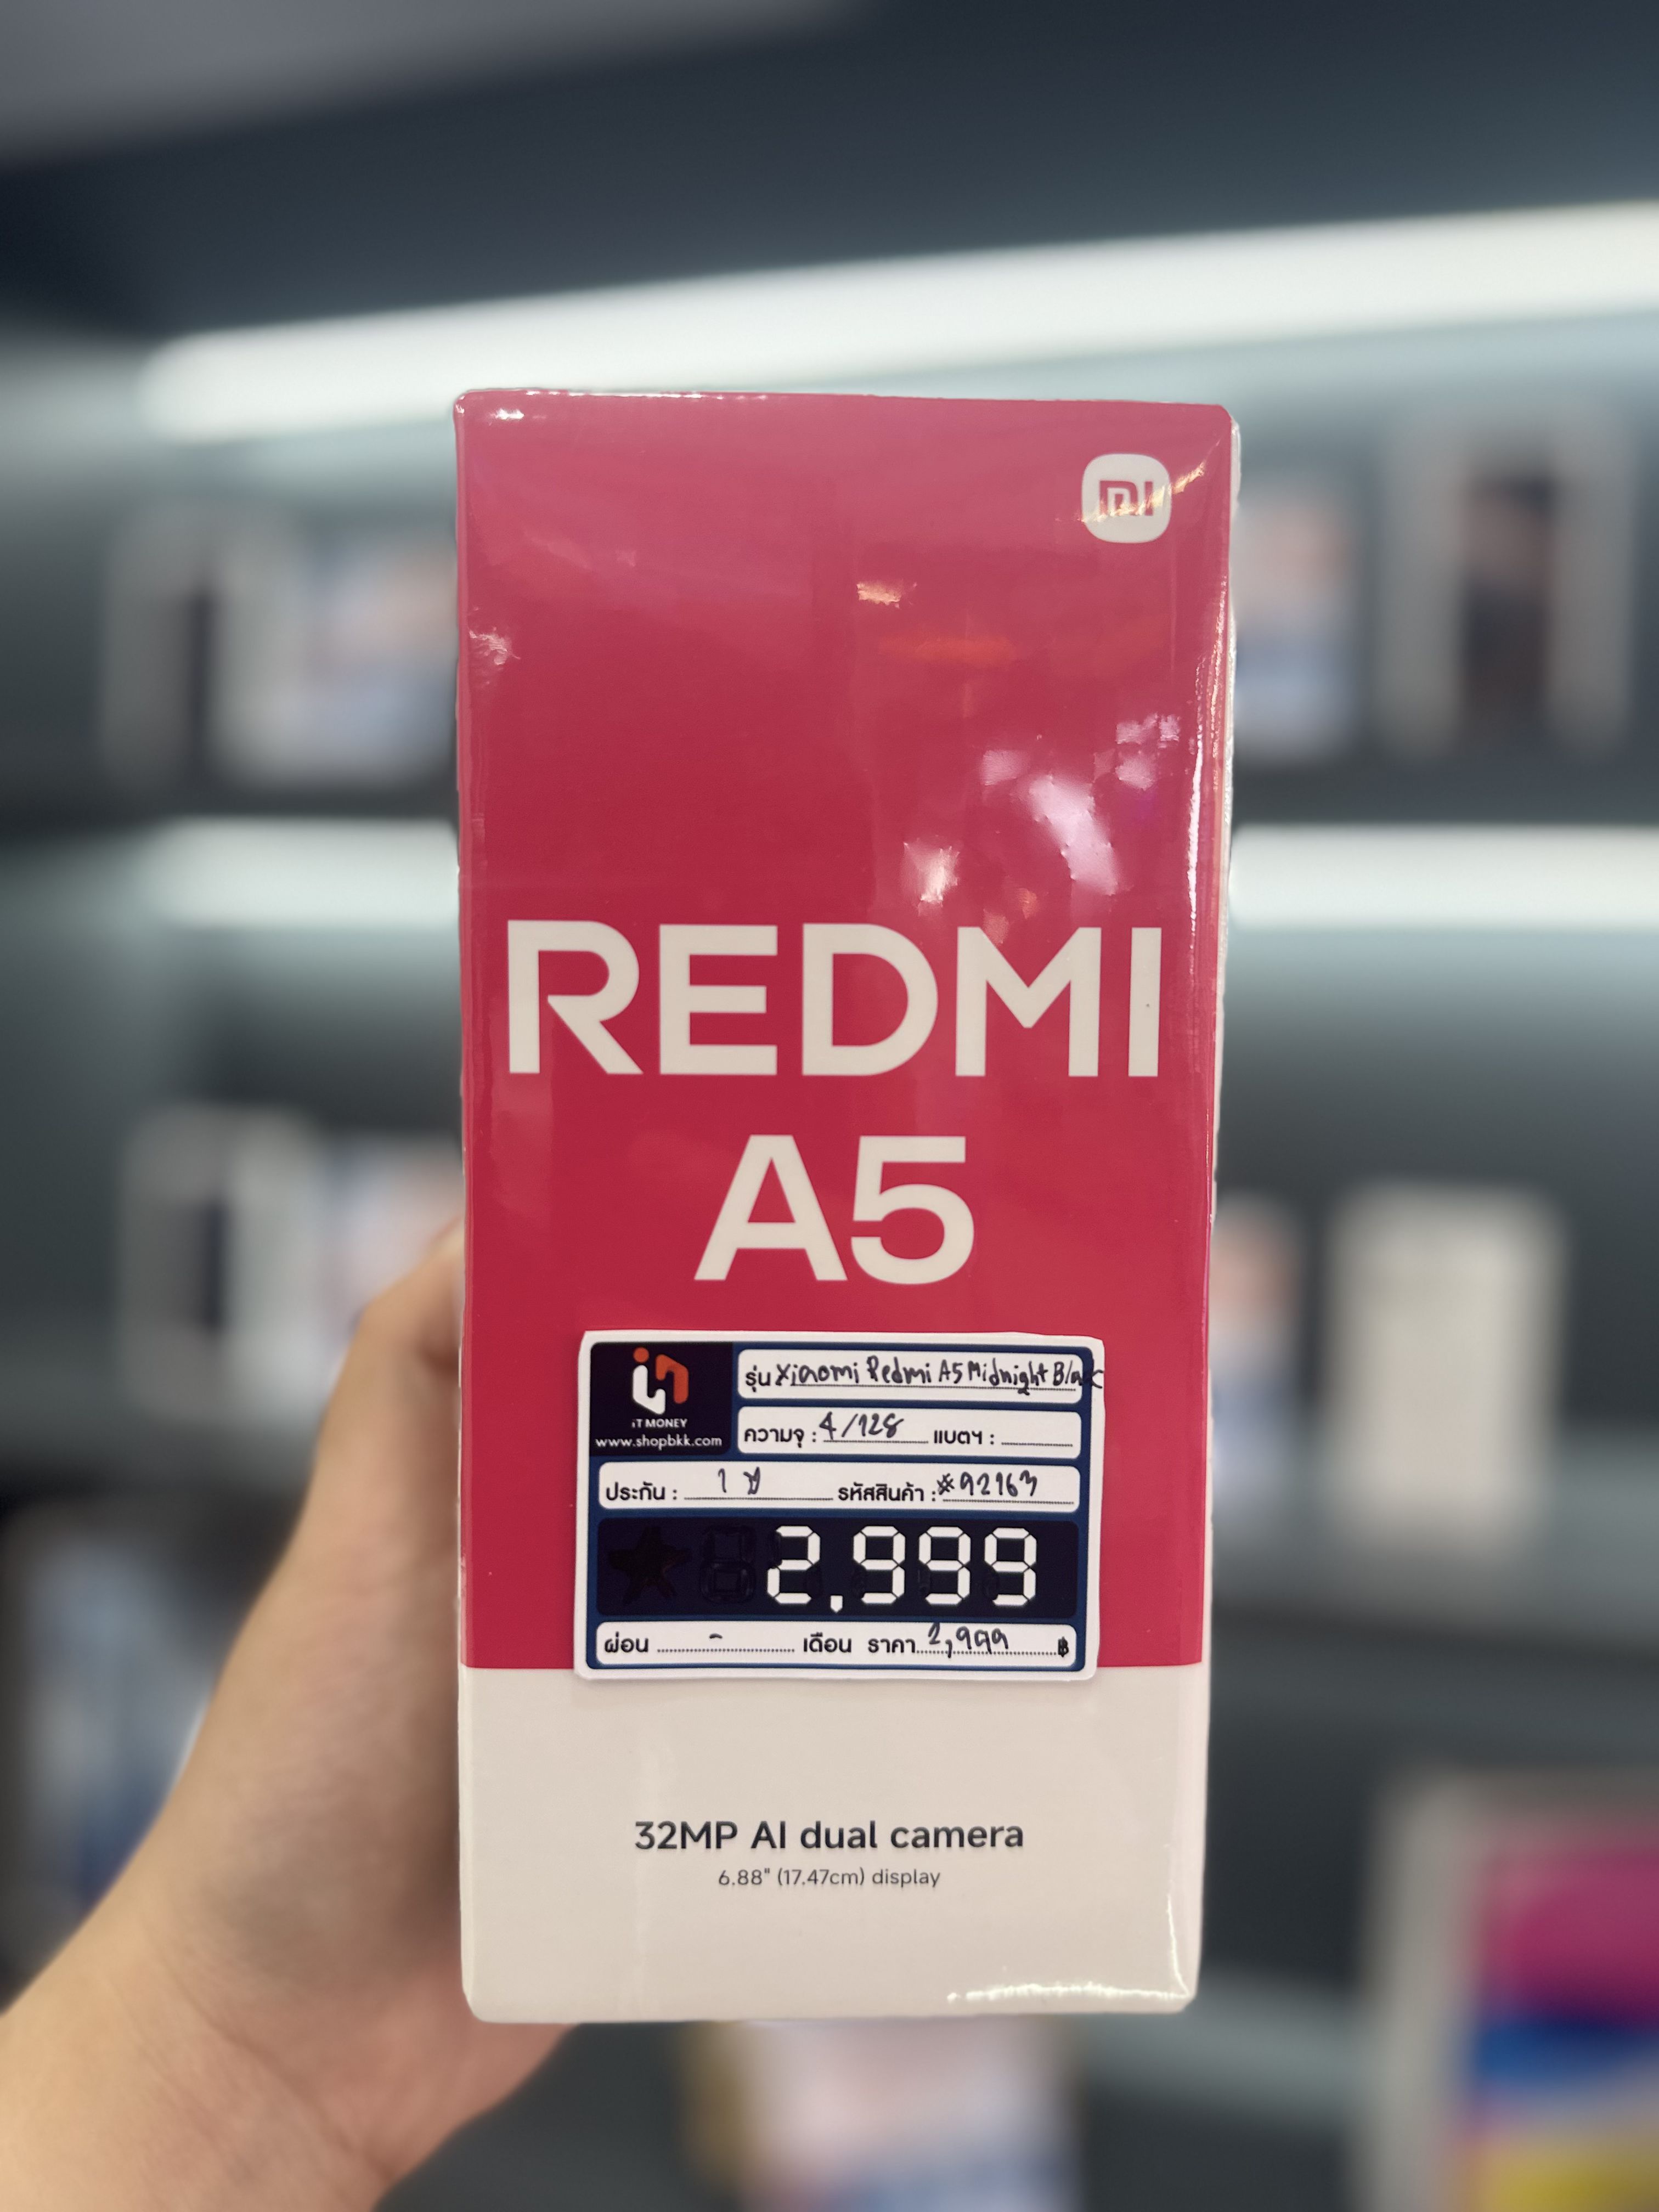 mi
REDMI
A5
iT MONEY
www.shopbkk.com
รุ่น Xiaomi Redmi A5 Midnight Black
ความจุ : 4/128 แบตฯ :
ประกัน : 1 ปี รหัสสินค้า : *92163
2,999
ผ่อน - เดือน ราคา 2,999 ฿
32MP AI dual camera
6.88" (17.47cm) display